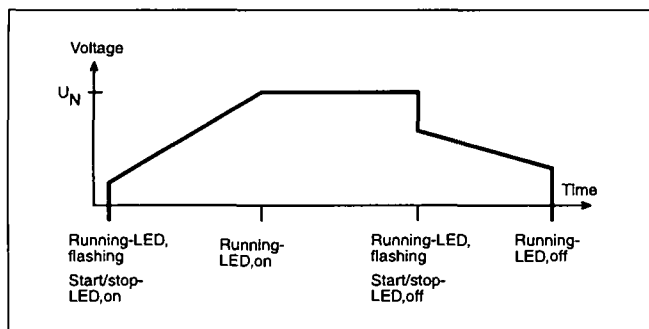 Voltage
UN
Time
Running-LED,
flashing
Start/stop-
LED,on
Running-
LED,on
Running-LED,
flashing
Start/stop-
LED,off
Running-
LED,off